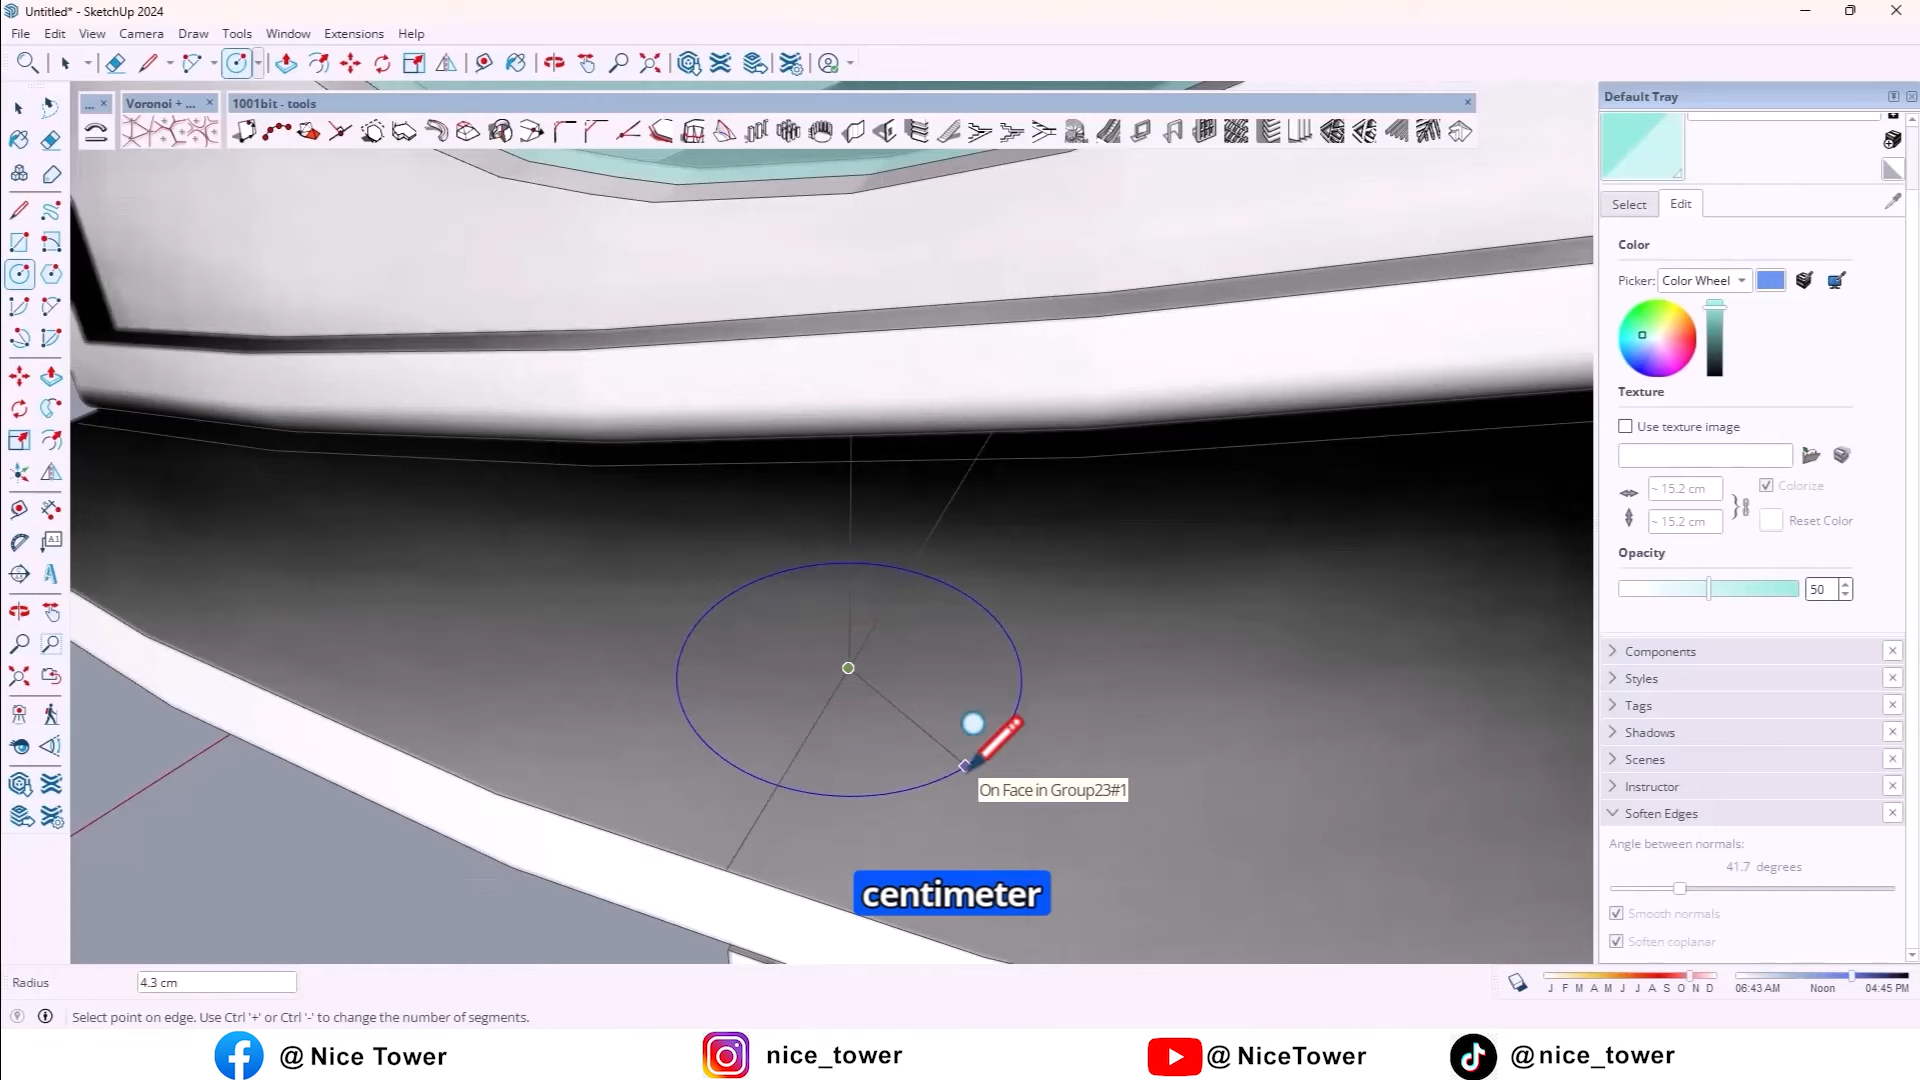 Untitled* - SketchUp 2024
File Edit View Camera Draw Tools Window Extensions Help
... Voronoi + ... 1001bit - tools
Default Tray
Select Edit
Color
Picker: Color Wheel
Texture
Use texture image
~ 15.2 cm Colorize
~ 15.2 cm Reset Color
Opacity
50
Components
Styles
Tags
Shadows
Scenes
Instructor
Soften Edges
Angle between normals:
41.7 degrees
Smooth normals
Soften coplanar
On Face in Group23#1
centimeter
Radius 4.3 cm
J F M A M J J A S O N D 06:43 AM Noon 04:45 PM
Select point on edge. Use Ctrl '+' or Ctrl '-' to change the number of segments.
@ Nice Tower nice_tower @ NiceTower @nice_tower